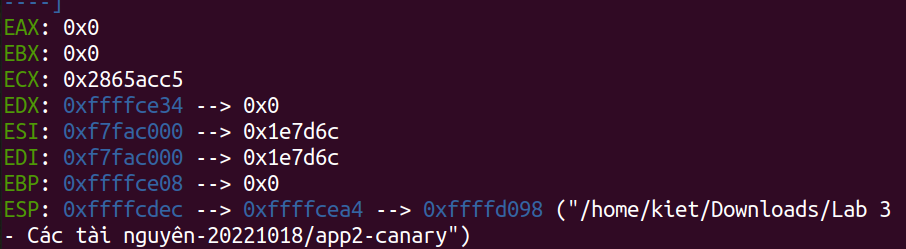 ----]
EAX: 0x0
EBX: 0x0
ECX: 0x2865acc5
EDX: 0xffffce34 --> 0x0
ESI: 0xf7fac000 --> 0x1e7d6c
EDI: 0xf7fac000 --> 0x1e7d6c
EBP: 0xffffce08 --> 0x0
ESP: 0xffffcdec --> 0xffffcea4 --> 0xffffd098 ("/home/kiet/Downloads/Lab 3
- Các tài nguyên-20221018/app2-canary")